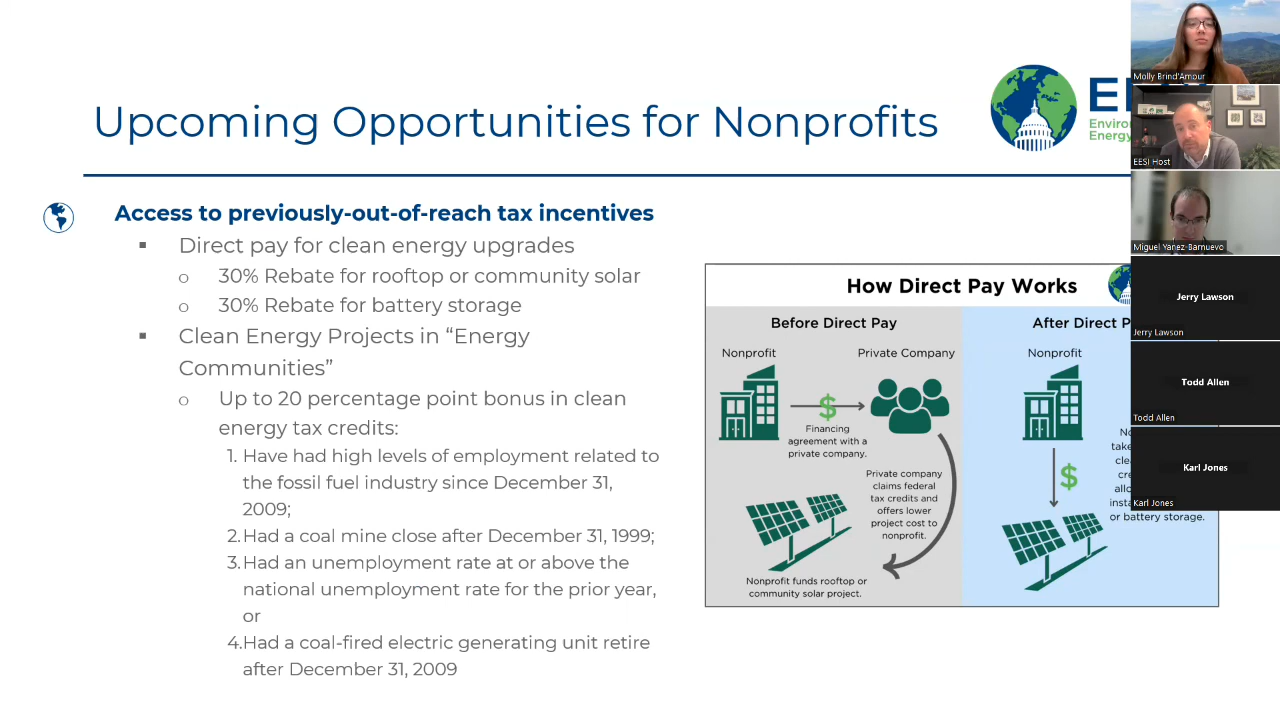 Upcoming Opportunities for Nonprofits
Environ
Energy
Access to previously-out-of-reach tax incentives
▪ Direct pay for clean energy upgrades
o 30% Rebate for rooftop or community solar
o 30% Rebate for battery storage
▪ Clean Energy Projects in “Energy
Communities”
o Up to 20 percentage point bonus in clean
energy tax credits:
1. Have had high levels of employment related to
the fossil fuel industry since December 31,
2009;
2. Had a coal mine close after December 31, 1999;
3. Had an unemployment rate at or above the
national unemployment rate for the prior year,
or
4. Had a coal-fired electric generating unit retire
after December 31, 2009
How Direct Pay Works
Before Direct Pay
Nonprofit
Private Company
$
Financing
agreement with a
private company.
Private company
claims federal
tax credits and
offers lower
project cost to
nonprofit.
Nonprofit funds rooftop or
community solar project.
After Direct P
Nonprofit
$
take
clea
cre
allo
insta
or battery storage.
Molly Brind'Amour
EESI Host
Miguel Yanez-Barnuevo
Jerry Lawson
Jerry Lawson
Todd Allen
Todd Allen
Karl Jones
Karl Jones